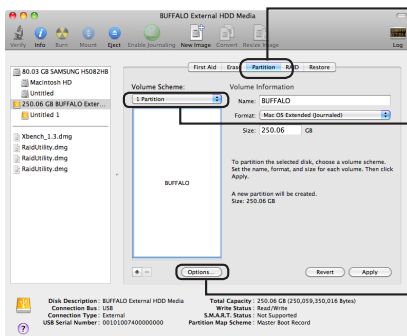 BUFFALO External HDD Media
Verify Info Burn Mount Eject Enable Journaling New Image Convert Resize Image Log
80.03 GB SAMSUNG HS082HB
Macintosh HD
Untitled
250.06 GB BUFFALO Exter...
Untitled 1
Xbench_1.3.dmg
RaidUtility.dmg
RaidUtility.dmg
RaidUtility.dmg
First Aid Erase Partition RAID Restore
Volume Scheme:
1 Partition
BUFFALO
+ - Options...
Volume Information
Name: BUFFALO
Format: Mac OS Extended (Journaled)
Size: 250.06 GB
To partition the selected disk, choose a volume scheme.
Set the name, format, and size for each volume. Then click
Apply.
A new partition will be created.
Size: 250.06 GB
Revert Apply
Disk Description : BUFFALO External HDD Media
Connection Bus : USB
Connection Type : External
USB Serial Number : 00101007400000000
Total Capacity : 250.06 GB (250,059,350,016 Bytes)
Write Status : Read/Write
S.M.A.R.T. Status : Not Supported
Partition Map Scheme : Master Boot Record
?